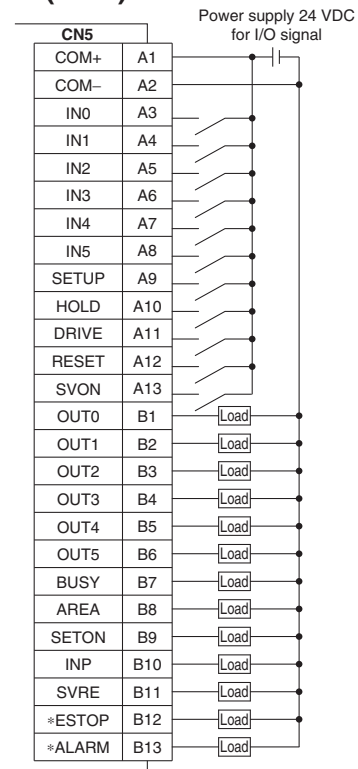 Power supply 24 VDC
for I/O signal
CN5
COM+ A1
COM− A2
IN0 A3
IN1 A4
IN2 A5
IN3 A6
IN4 A7
IN5 A8
SETUP A9
HOLD A10
DRIVE A11
RESET A12
SVON A13
OUT0 B1 Load
OUT1 B2 Load
OUT2 B3 Load
OUT3 B4 Load
OUT4 B5 Load
OUT5 B6 Load
BUSY B7 Load
AREA B8 Load
SETON B9 Load
INP B10 Load
SVRE B11 Load
∗ESTOP B12 Load
∗ALARM B13 Load